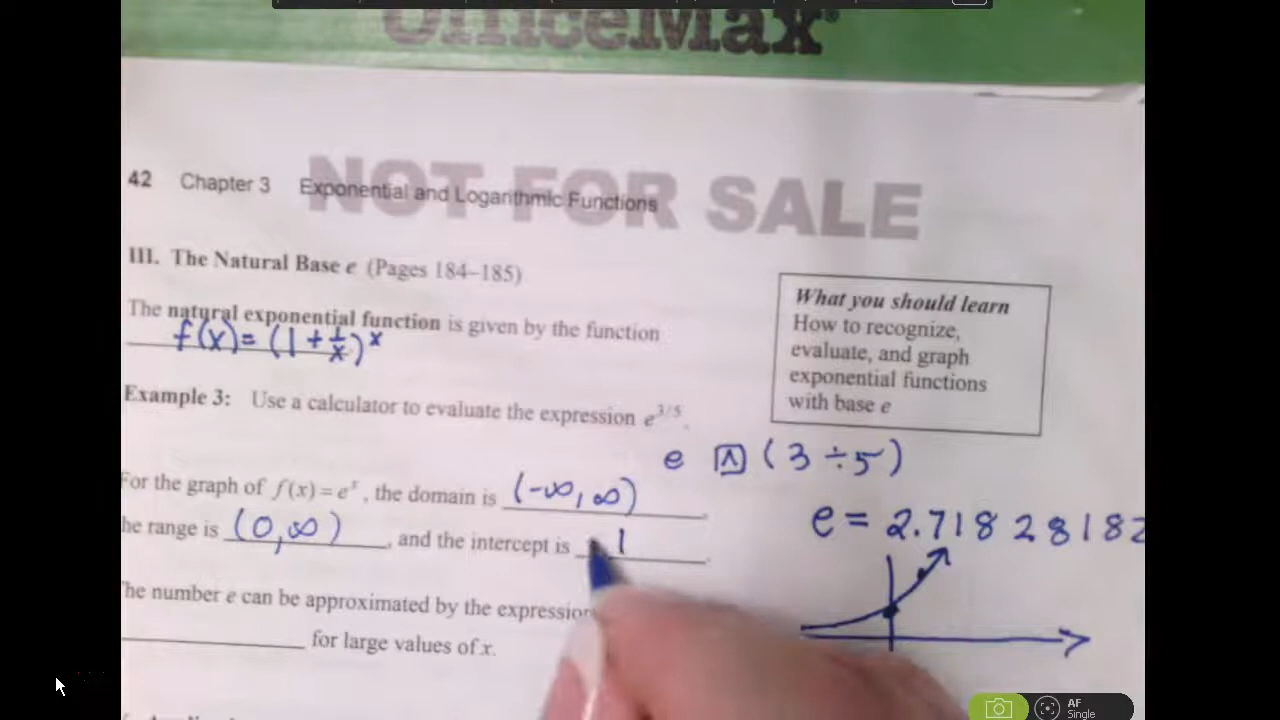 OfficeMax
NOT FOR SALE
42 Chapter 3 Exponential and Logarithmic Functions
III. The Natural Base e (Pages 184–185)
The natural exponential function is given by the function
f(x) = (1 + 1/x)^x
What you should learn
How to recognize,
evaluate, and graph
exponential functions
with base e
Example 3: Use a calculator to evaluate the expression e^{3/5}.
e ^ (3 ÷ 5)
For the graph of f(x) = e^x, the domain is (-∞, ∞).
he range is (0, ∞), and the intercept is 1.
e = 2.71828182
The number e can be approximated by the expression
for large values of x.
AF
Single